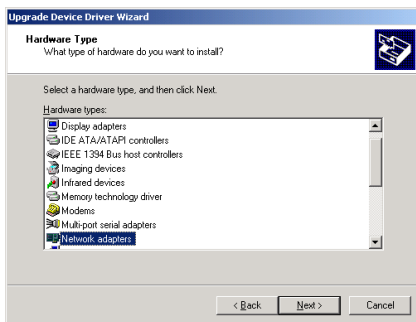 Upgrade Device Driver Wizard
Hardware Type
What type of hardware do you want to install?
Select a hardware type, and then click Next.
Hardware types:
Display adapters
IDE ATA/ATAPI controllers
IEEE 1394 Bus host controllers
Imaging devices
Infrared devices
Memory technology driver
Modems
Multi-port serial adapters
Network adapters
< Back Next > Cancel